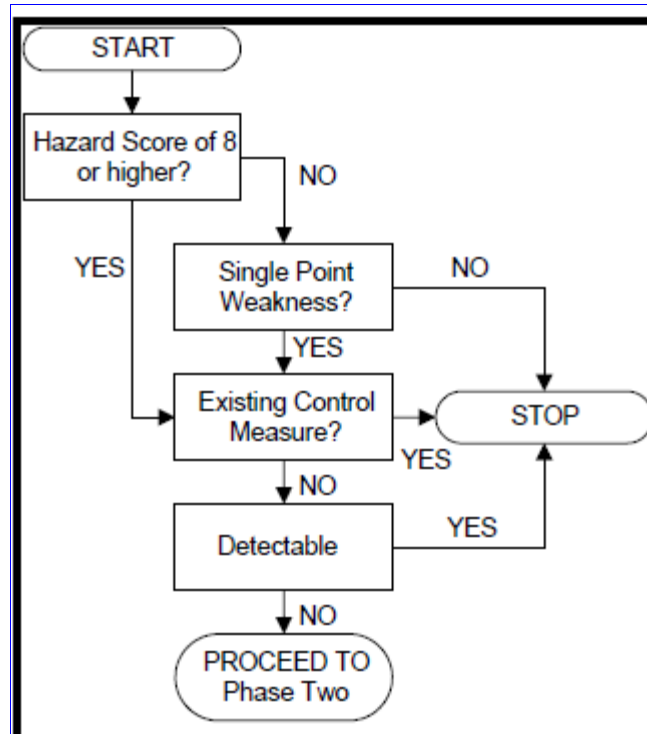 START
Hazard Score of 8
or higher?
NO
YES
Single Point
Weakness?
NO
YES
Existing Control
Measure?
STOP
YES
NO
Detectable
YES
NO
PROCEED TO
Phase Two